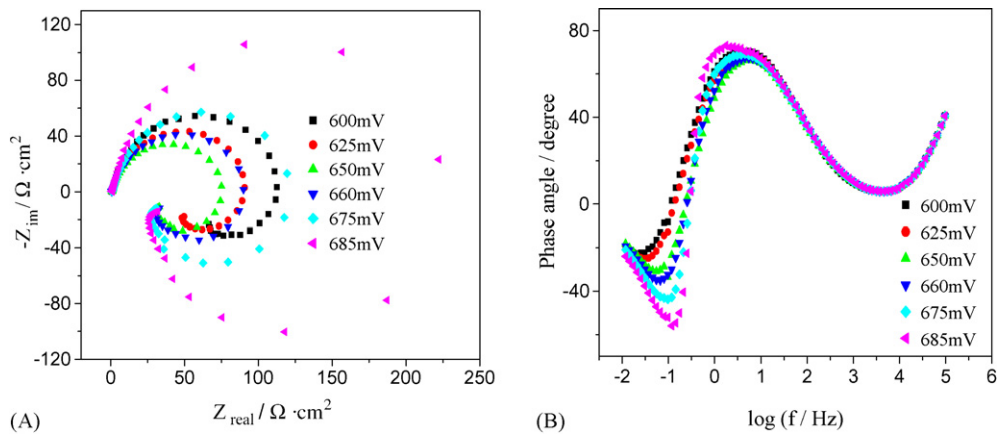 120
80
40
0
-40
-80
-120
-Z im / Ω ·cm²
0
50
100
150
200
250
Z real / Ω ·cm²
600mV
625mV
650mV
660mV
675mV
685mV
(A)
80
40
0
-40
Phase angle / degree
-2
-1
0
1
2
3
4
5
6
log (f / Hz)
600mV
625mV
650mV
660mV
675mV
685mV
(B)